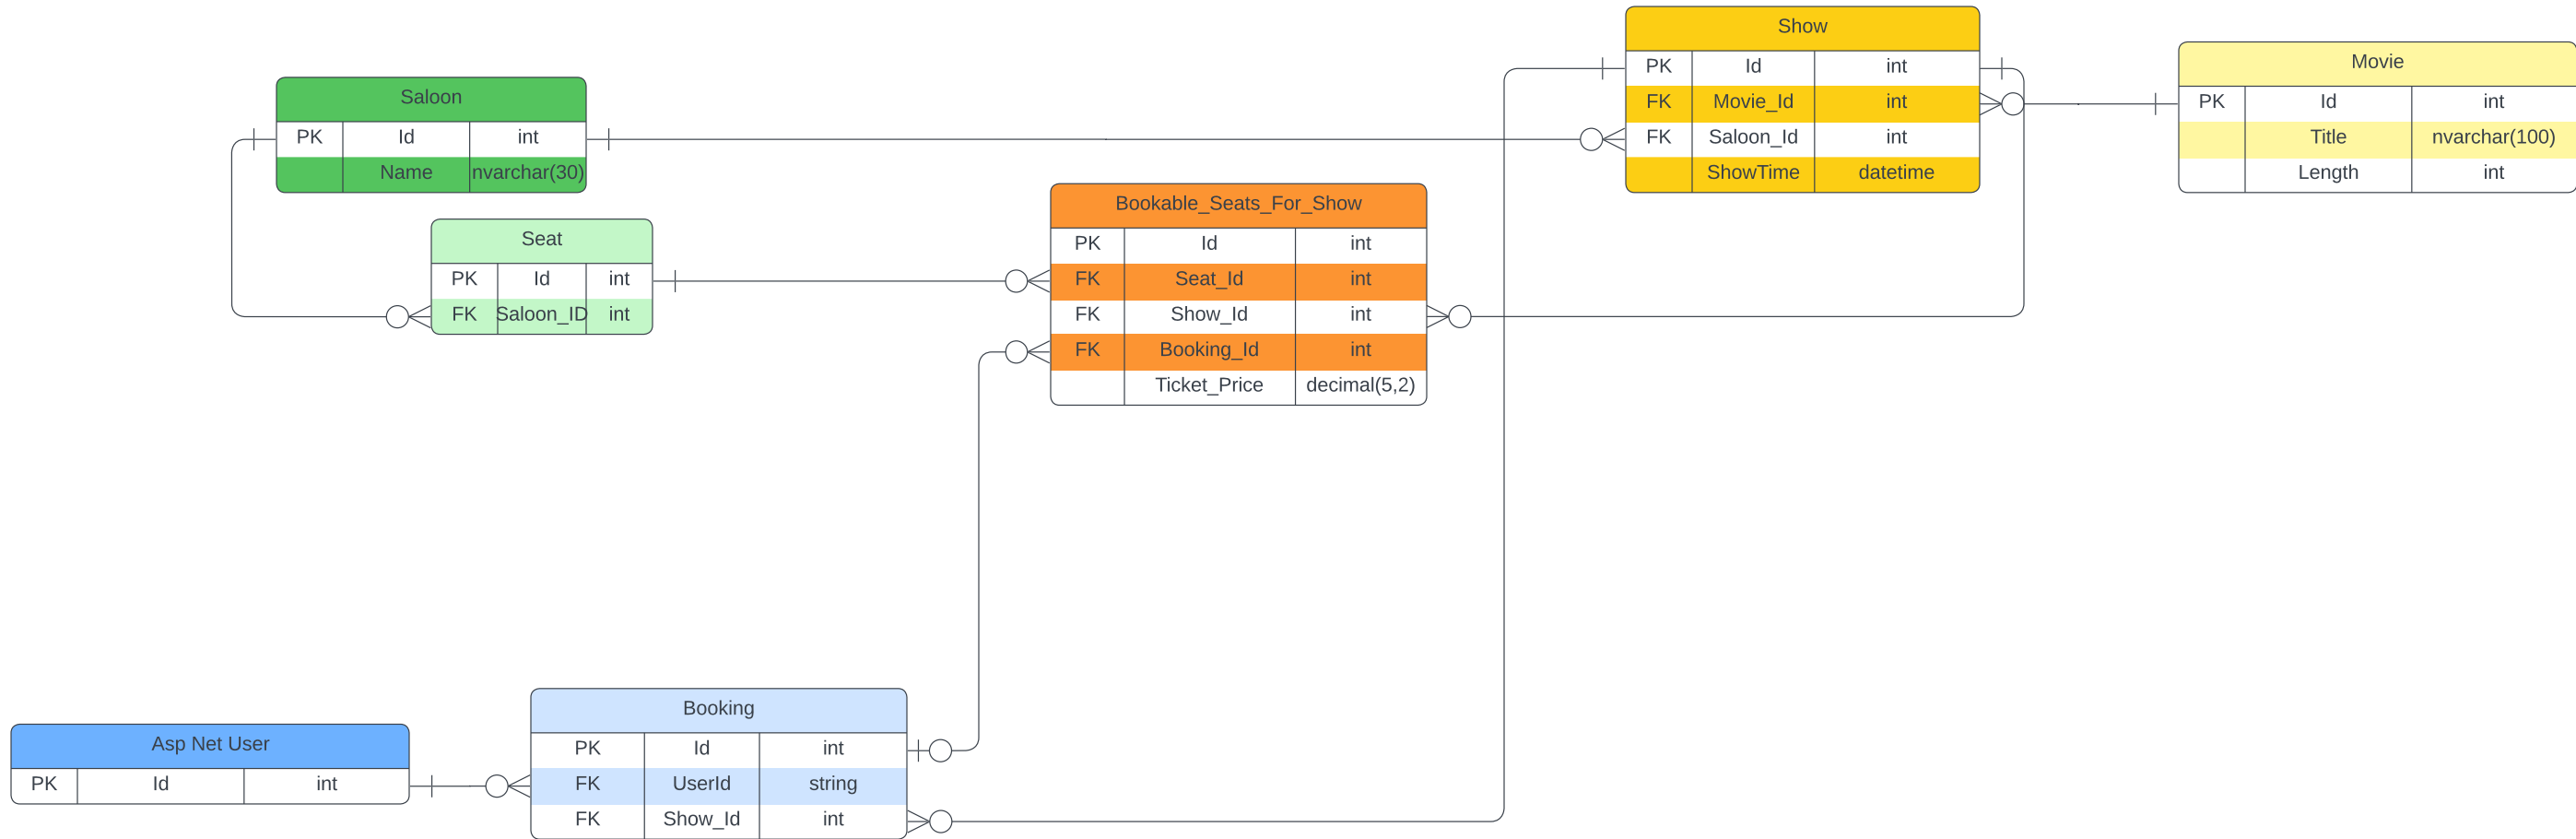 Saloon
PK Id int
Name nvarchar(30)
Seat
PK Id int
FK Saloon_ID int
Bookable_Seats_For_Show
PK Id int
FK Seat_Id int
FK Show_Id int
FK Booking_Id int
Ticket_Price decimal(5,2)
Show
PK Id int
FK Movie_Id int
FK Saloon_Id int
ShowTime datetime
Movie
PK Id int
Title nvarchar(100)
Length int
Asp Net User
PK Id int
Booking
PK Id int
FK UserId string
FK Show_Id int